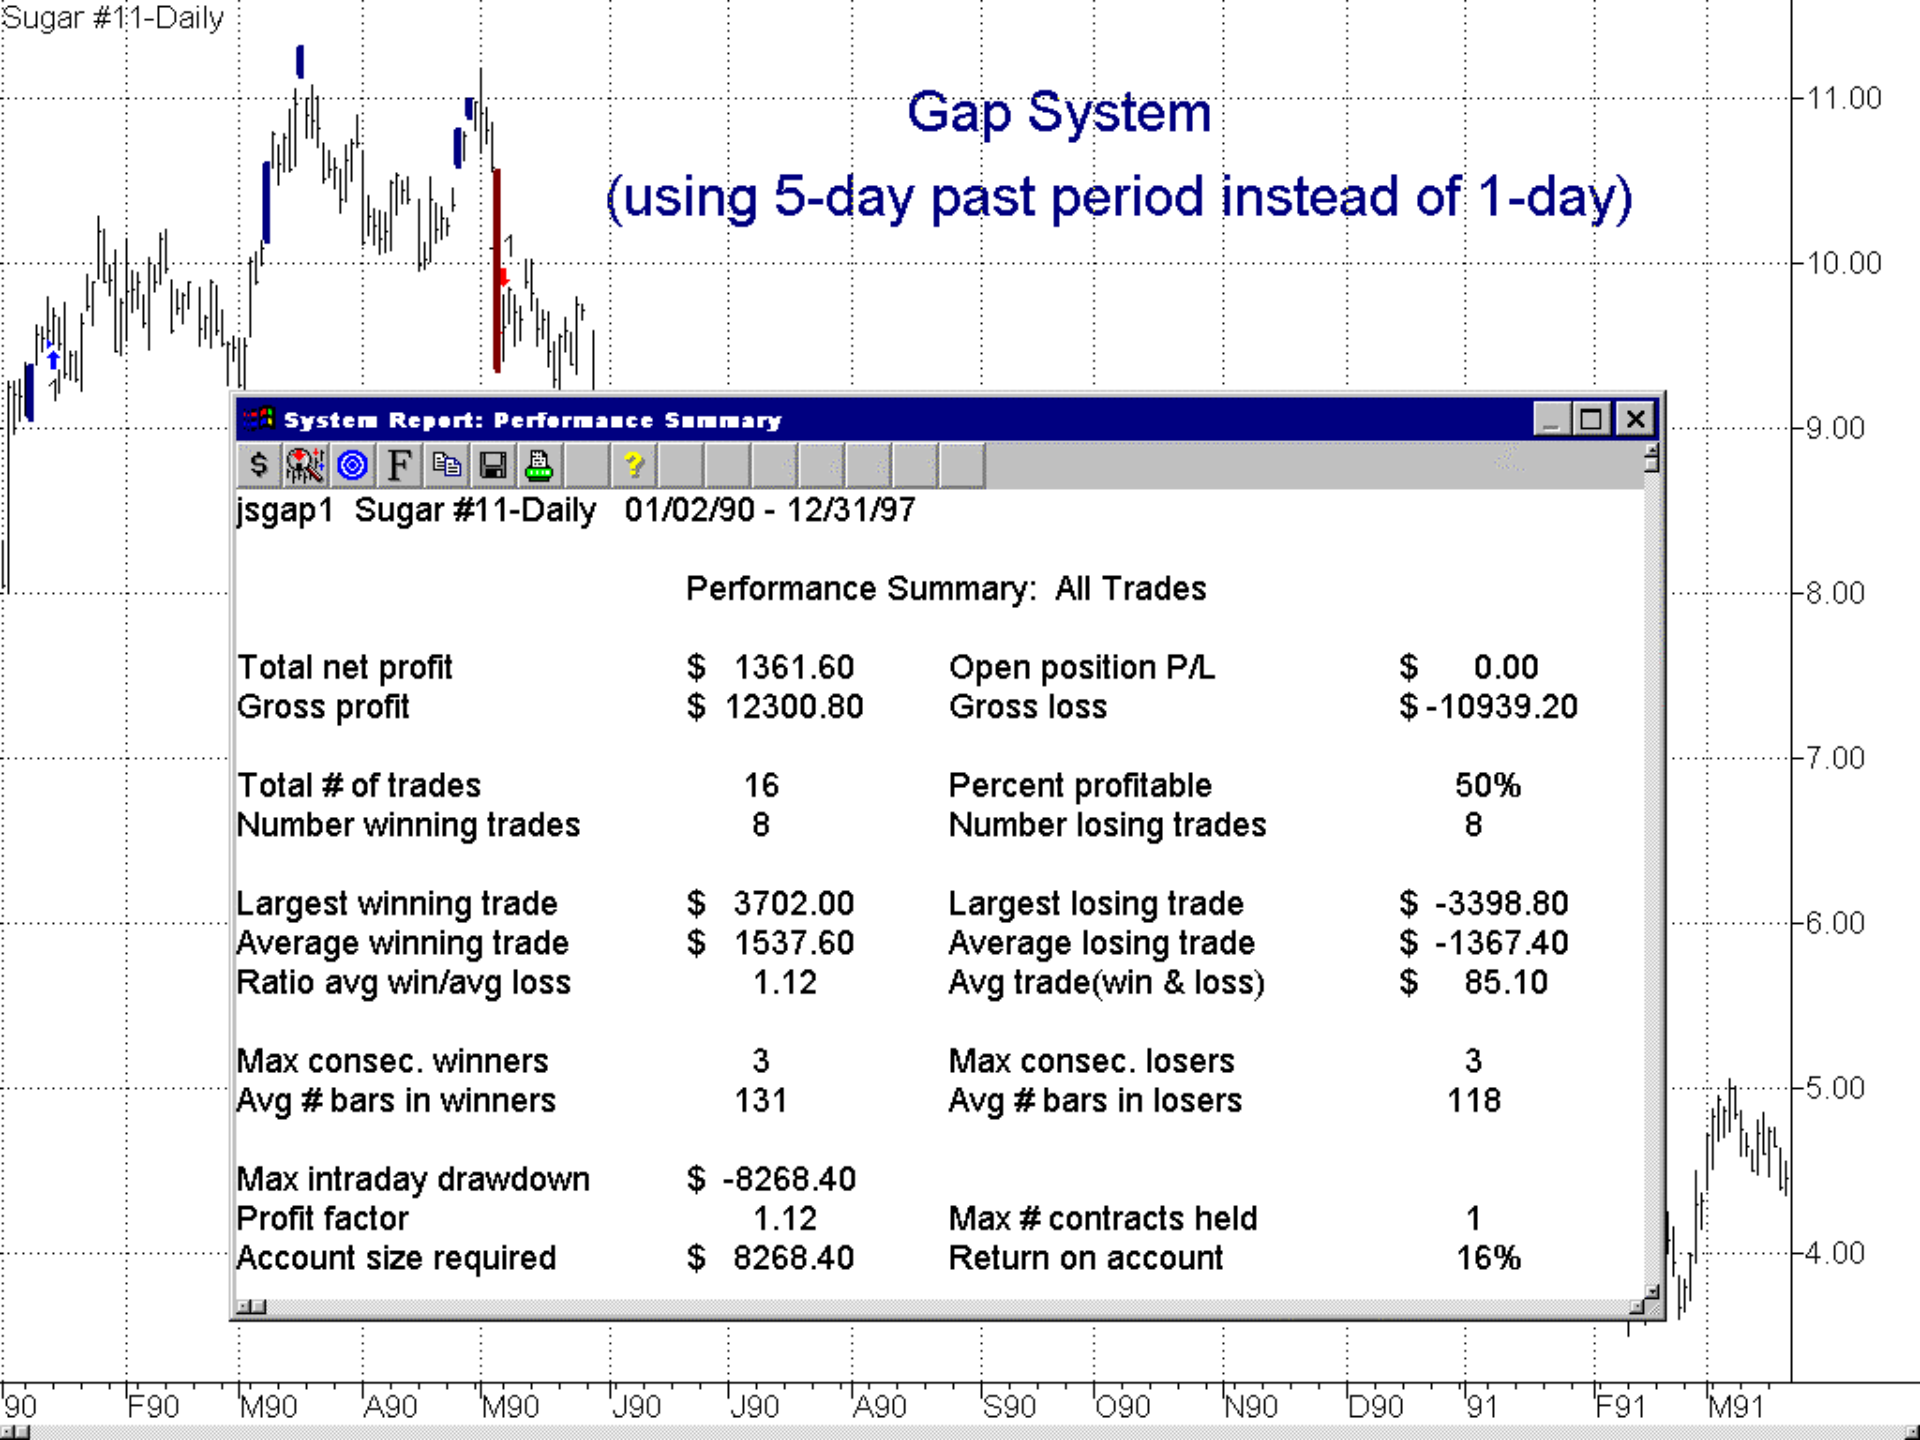 Sugar #11-Daily
Gap System
(using 5-day past period instead of 1-day)
11.00
10.00
9.00
8.00
7.00
6.00
5.00
4.00
1
1
System Report: Performance Summary
$ F ?
jsgap1 Sugar #11-Daily 01/02/90 - 12/31/97
Performance Summary: All Trades
Total net profit $ 1361.60 Open position P/L $ 0.00
Gross profit $ 12300.80 Gross loss $ -10939.20
Total # of trades 16 Percent profitable 50%
Number winning trades 8 Number losing trades 8
Largest winning trade $ 3702.00 Largest losing trade $ -3398.80
Average winning trade $ 1537.60 Average losing trade $ -1367.40
Ratio avg win/avg loss 1.12 Avg trade(win & loss) $ 85.10
Max consec. winners 3 Max consec. losers 3
Avg # bars in winners 131 Avg # bars in losers 118
Max intraday drawdown $ -8268.40
Profit factor 1.12 Max # contracts held 1
Account size required $ 8268.40 Return on account 16%
90 F90 M90 A90 M90 J90 J90 A90 S90 O90 N90 D90 91 F91 M91